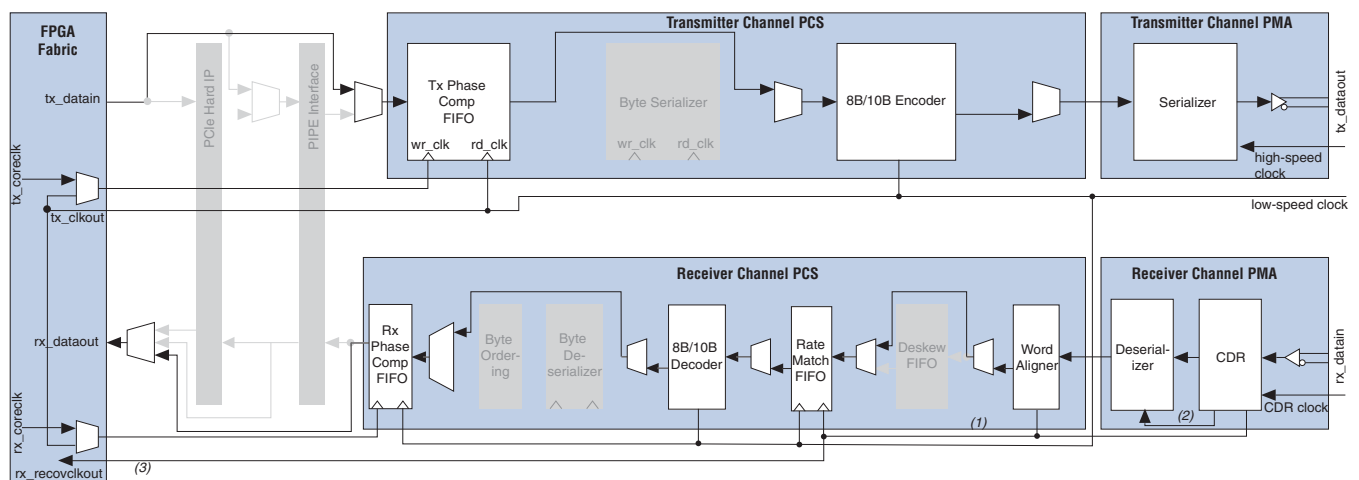 FPGA
Fabric
Transmitter Channel PCS
Transmitter Channel PMA
tx_datain
PCIe Hard IP
PIPE Interface
Tx Phase
Comp
FIFO
wr_clk
rd_clk
Byte Serializer
wr_clk
rd_clk
8B/10B Encoder
Serializer
tx_dataout
high-speed
clock
tx_coreclk
tx_clkout
low-speed clock
Receiver Channel PCS
Receiver Channel PMA
rx_dataout
Rx
Phase
Comp
FIFO
Byte
Order-
ing
Byte
De-
serializer
8B/10B
Decoder
Rate
Match
FIFO
Deskew
FIFO
Word
Aligner
Deserial-
izer
CDR
rx_datain
CDR clock
rx_coreclk
(1)
(2)
rx_recovclkout
(3)